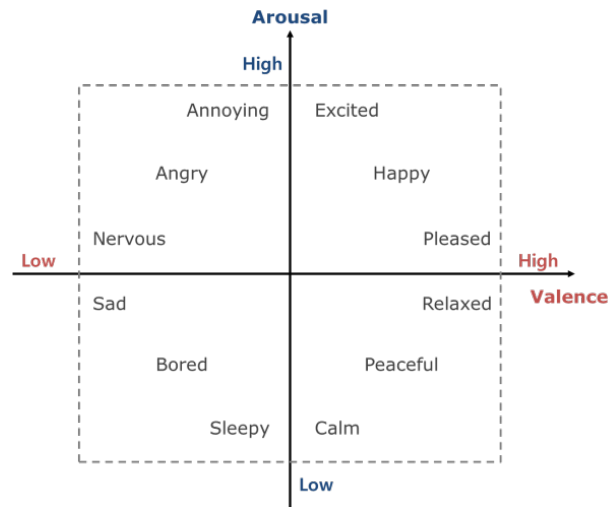 Arousal
High
Annoying Excited
Angry Happy
Nervous Pleased
Low High
Sad Relaxed Valence
Bored Peaceful
Sleepy Calm
Low